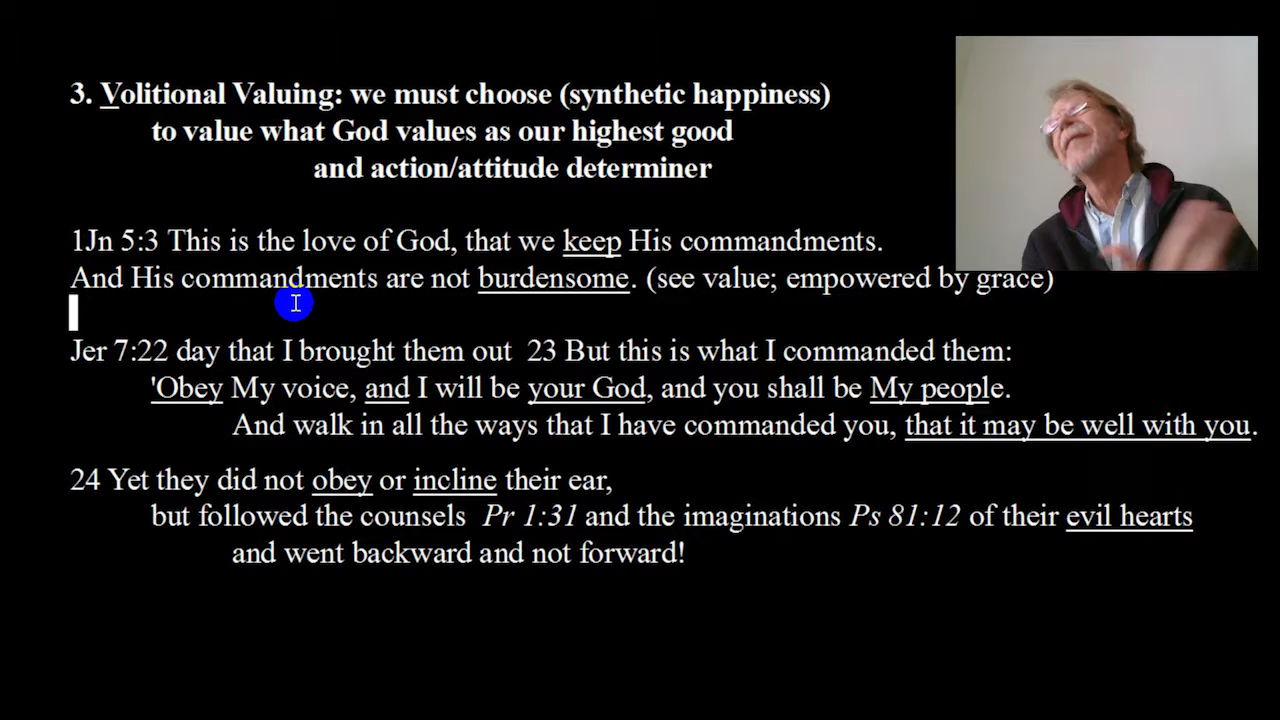 3. Volitional Valuing: we must choose (synthetic happiness)
to value what God values as our highest good
and action/attitude determiner
1Jn 5:3 This is the love of God, that we keep His commandments.
And His commandments are not burdensome. (see value; empowered by grace)
Jer 7:22 day that I brought them out 23 But this is what I commanded them:
'Obey My voice, and I will be your God, and you shall be My people.
And walk in all the ways that I have commanded you, that it may be well with you.
24 Yet they did not obey or incline their ear,
but followed the counsels Pr 1:31 and the imaginations Ps 81:12 of their evil hearts
and went backward and not forward!